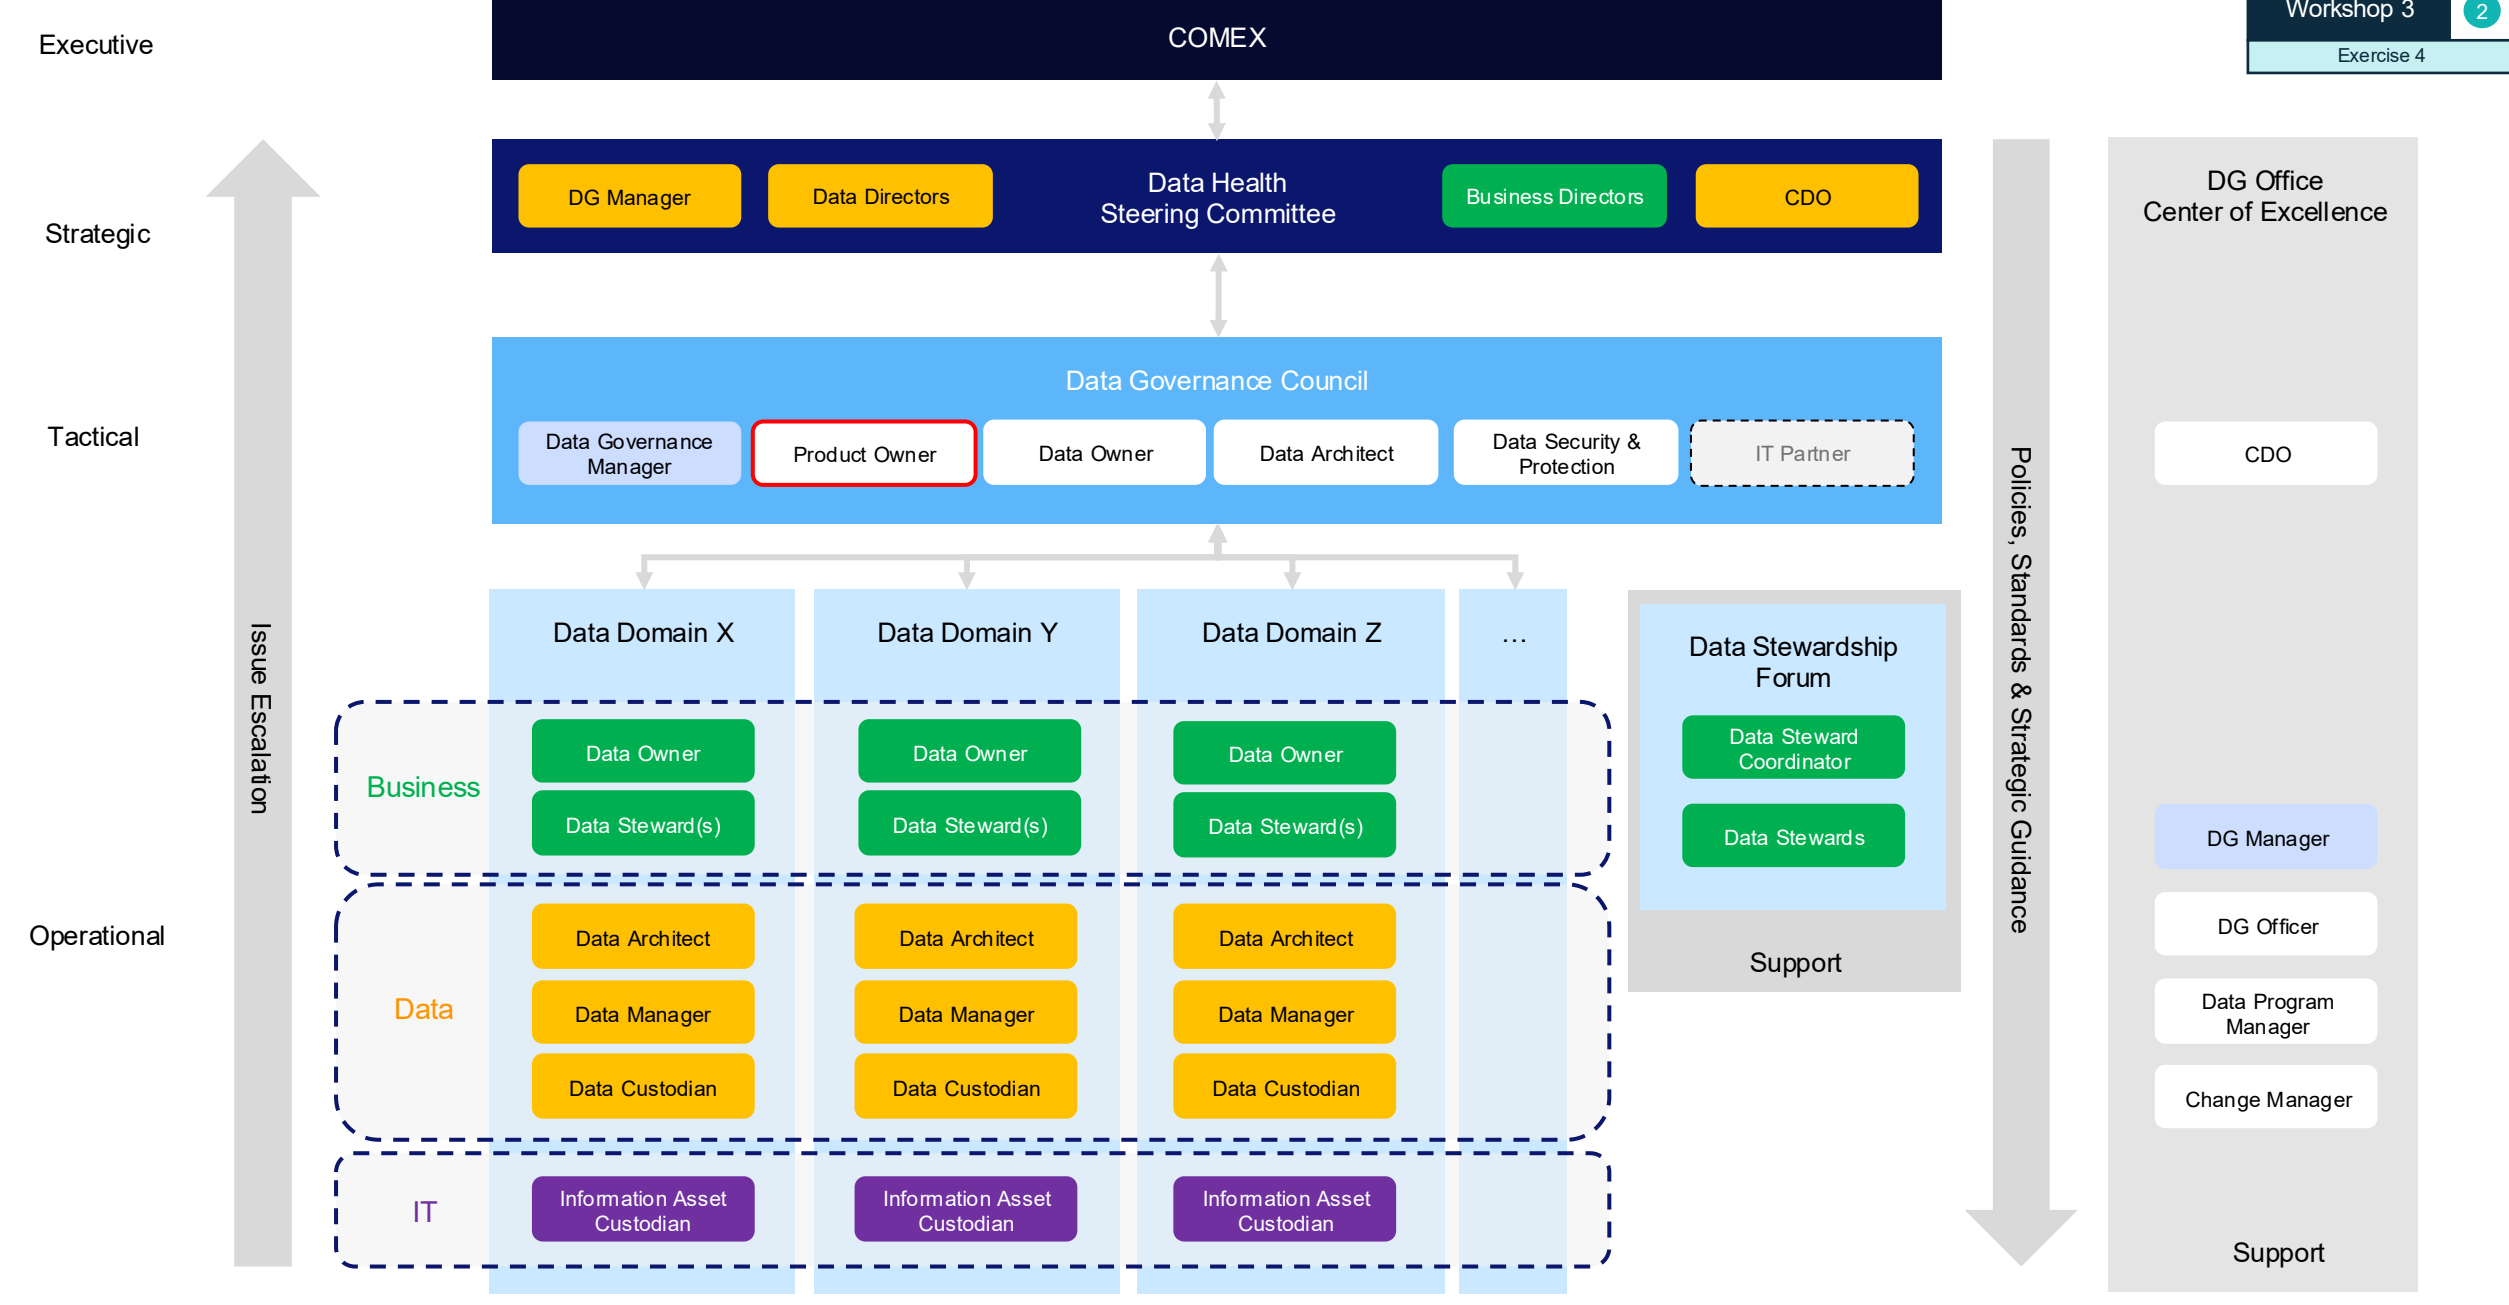 Executive
COMEX
Workshop 3
2
Exercise 4
Strategic
DG Manager
Data Directors
Data Health
Steering Committee
Business Directors
CDO
DG Office
Center of Excellence
Tactical
Data Governance Council
Data Governance
Manager
Product Owner
Data Owner
Data Architect
Data Security &
Protection
IT Partner
CDO
Issue Escalation
Policies, Standards & Strategic Guidance
Data Domain X
Data Domain Y
Data Domain Z
...
Data Stewardship
Forum
Business
Data Owner
Data Owner
Data Owner
Data Steward
Coordinator
Data Steward(s)
Data Steward(s)
Data Steward(s)
Data Stewards
DG Manager
Operational
Data Architect
Data Architect
Data Architect
Support
DG Officer
Data
Data Manager
Data Manager
Data Manager
Data Program
Manager
Data Custodian
Data Custodian
Data Custodian
Change Manager
IT
Information Asset
Custodian
Information Asset
Custodian
Information Asset
Custodian
Support